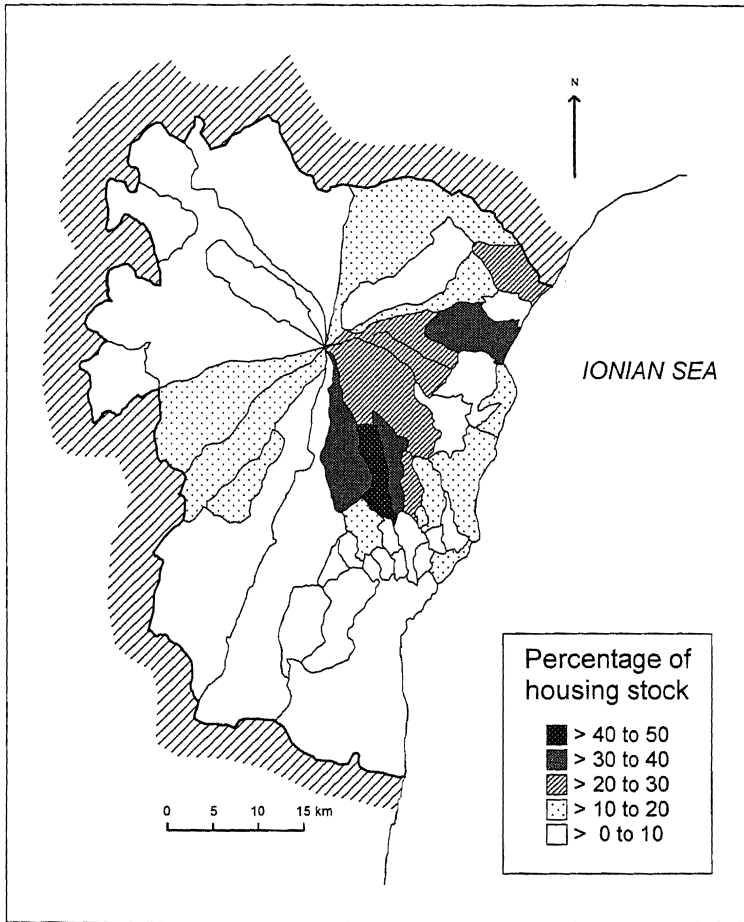 N
IONIAN SEA
Percentage of
housing stock
> 40 to 50
> 30 to 40
> 20 to 30
> 10 to 20
> 0 to 10
0 5 10 15 km